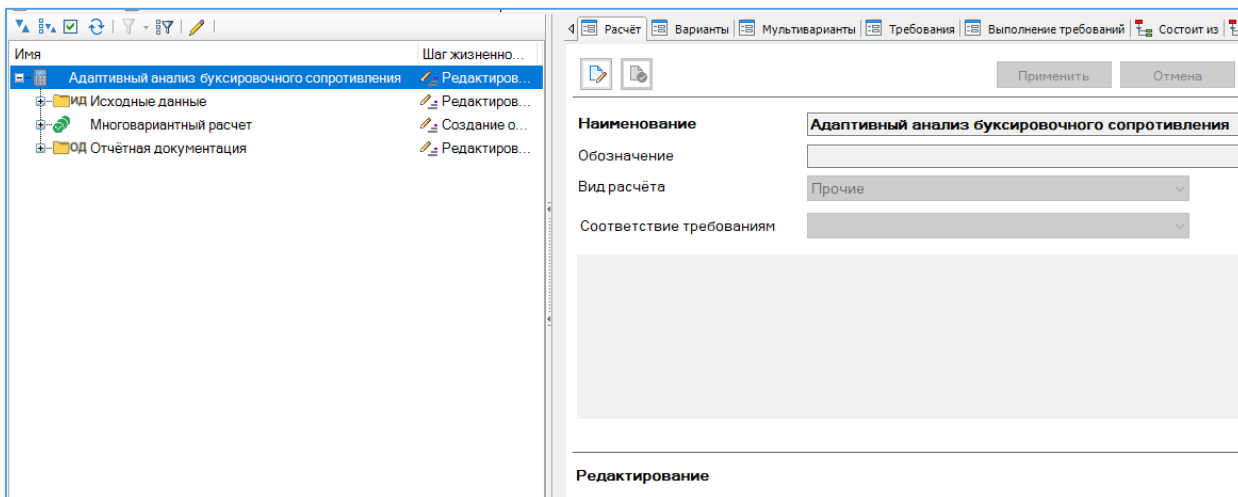 Имя
Шаг жизненно...
Адаптивный анализ буксировочного сопротивления
Редактиров...
ИД Исходные данные
Редактиров...
Многовариантный расчет
Создание о...
ОД Отчётная документация
Редактиров...
Расчёт
Варианты
Мультиварианты
Требования
Выполнение требований
Состоит из
Применить
Отмена
Наименование
Адаптивный анализ буксировочного сопротивления
Обозначение
Вид расчёта
Прочие
Соответствие требованиям
Редактирование